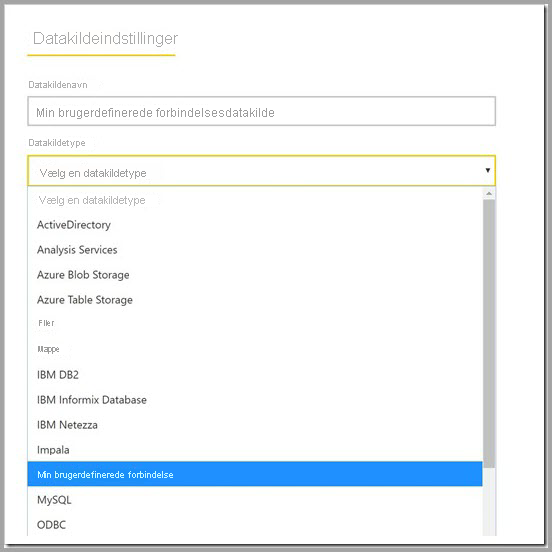 Datakildeindstillinger
Datakildenavn
Min brugerdefinerede forbindelsesdatakilde
Datakildetype
Vælg en datakildetype
Vælg en datakildetype
ActiveDirectory
Analysis Services
Azure Blob Storage
Azure Table Storage
Filer
Mappe
IBM DB2
IBM Informix Database
IBM Netezza
Impala
Min brugerdefinerede forbindelse
MySQL
ODBC